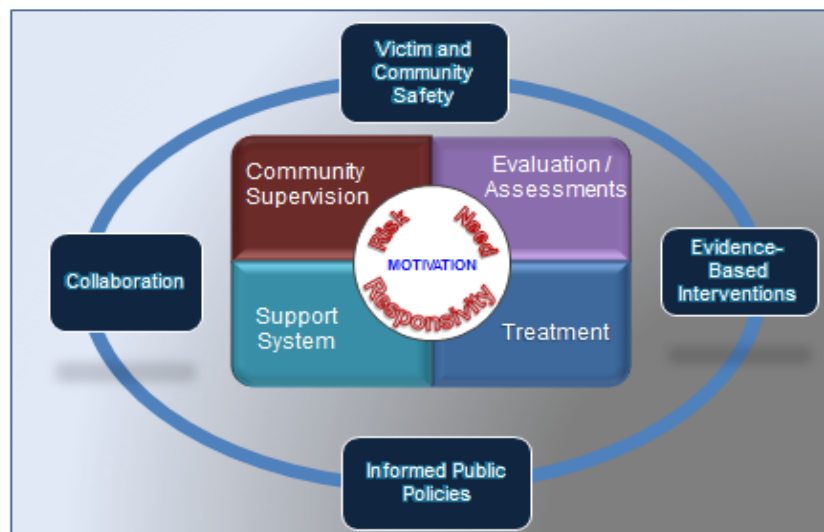 Victim and
Community
Safety
Community
Supervision
Evaluation /
Assessments
Risk
Need
MOTIVATION
Responsivity
Collaboration
Evidence-
Based
Interventions
Support
System
Treatment
Informed Public
Policies